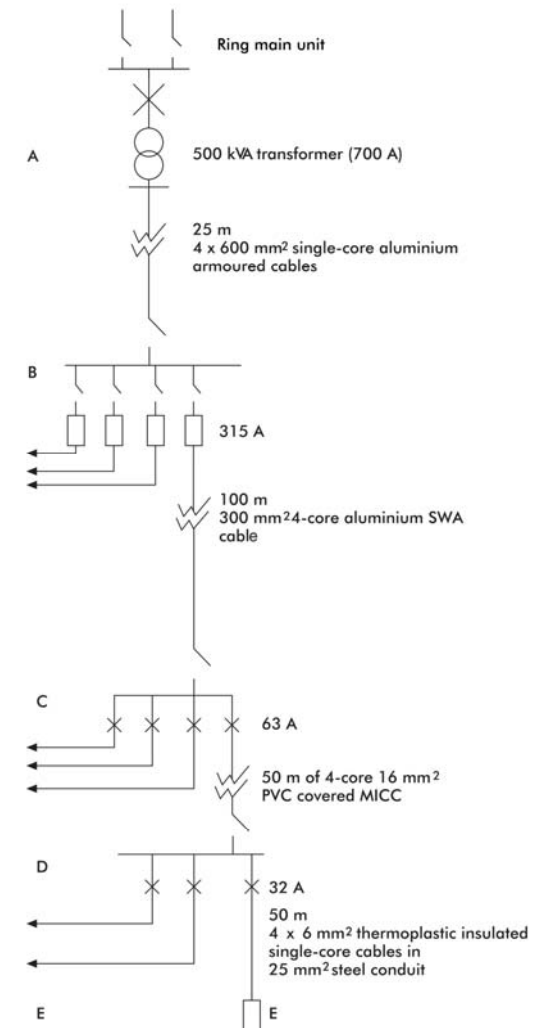 Ring main unit
A
500 kVA transformer (700 A)
25 m
4 x 600 mm² single-core aluminium
armoured cables
B
315 A
100 m
300 mm²4-core aluminium SWA
cable
C
63 A
50 m of 4-core 16 mm²
PVC covered MICC
D
32 A
50 m
4 x 6 mm² thermoplastic insulated
single-core cables in
25 mm² steel conduit
E
E